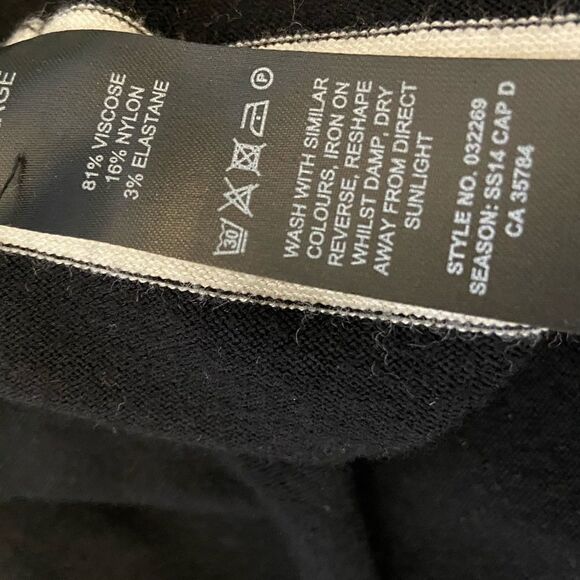 81% VISCOSE
16% NYLON
3% ELASTANE
30
P
WASH WITH SIMILAR
COLOURS, IRON ON
REVERSE, RESHAPE
WHILST DAMP, DRY
AWAY FROM DIRECT
SUNLIGHT
STYLE NO. 032269
SEASON: SS14 CAP D
CA 35784